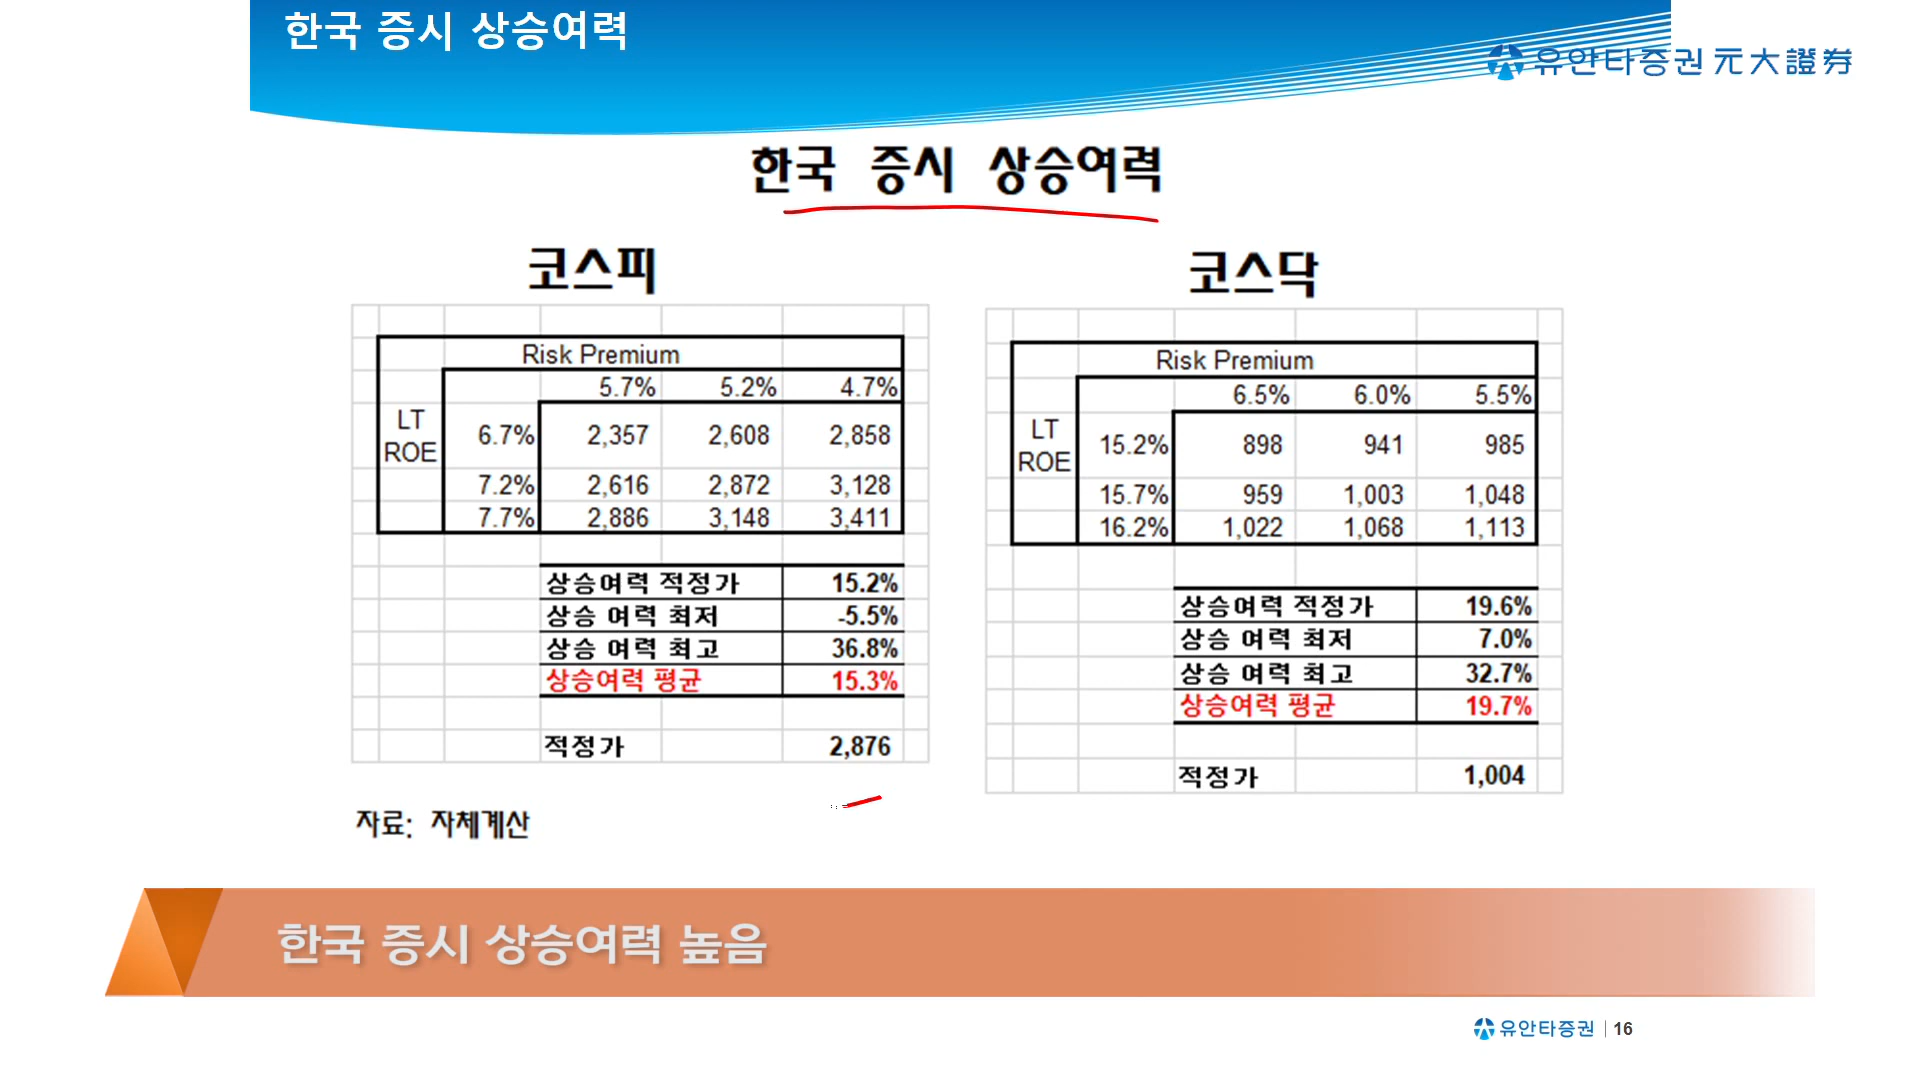 한국 증시 상승여력
유안타증권 元大證券
한국 증시 상승여력
코스피
Risk Premium
5.7% 5.2% 4.7%
LT ROE 6.7% 2,357 2,608 2,858
7.2% 2,616 2,872 3,128
7.7% 2,886 3,148 3,411
상승여력 적정가 15.2%
상승 여력 최저 -5.5%
상승 여력 최고 36.8%
상승여력 평균 15.3%
적정가 2,876
코스닥
Risk Premium
6.5% 6.0% 5.5%
LT ROE 15.2% 898 941 985
15.7% 959 1,003 1,048
16.2% 1,022 1,068 1,113
상승여력 적정가 19.6%
상승 여력 최저 7.0%
상승 여력 최고 32.7%
상승여력 평균 19.7%
적정가 1,004
자료: 자체계산
한국 증시 상승여력 높음
유안타증권 | 16